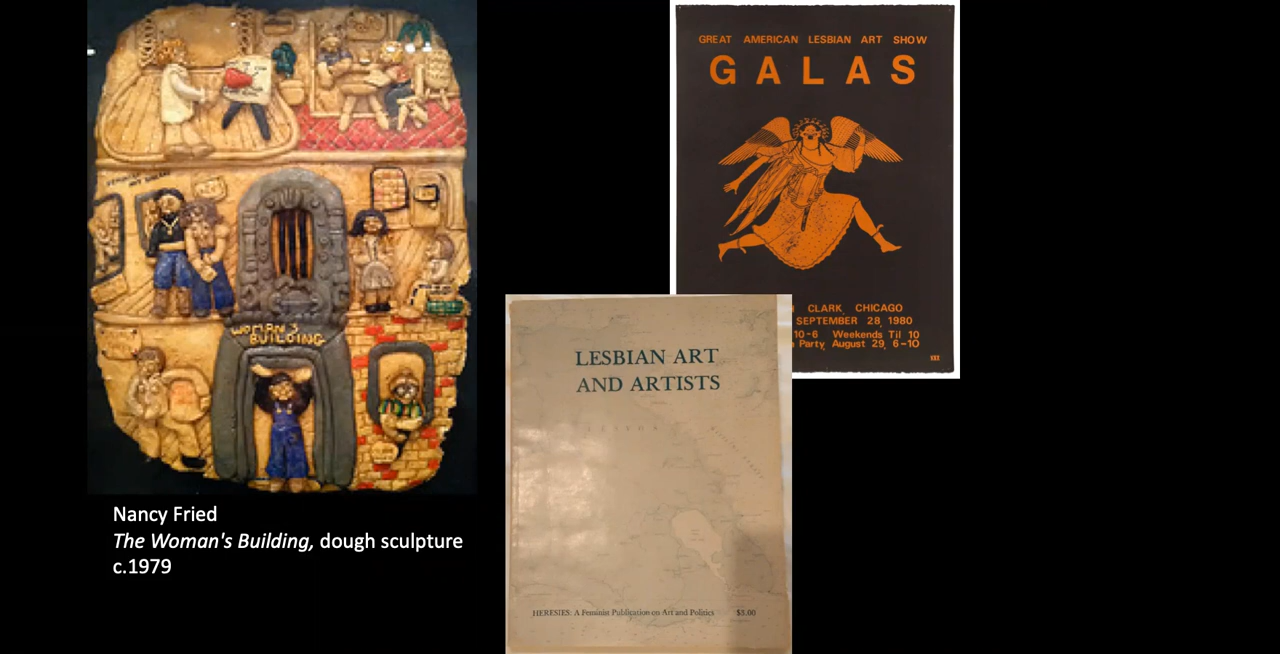 WOMAN'S
BUILDING
Nancy Fried
The Woman's Building, dough sculpture
c.1979
LESBIAN ART
AND ARTISTS
HERESIES: A Feminist Publication on Art and Politics $3.00
GREAT AMERICAN LESBIAN ART SHOW
GALAS
CLARK CHICAGO
SEPTEMBER 28, 1980
10-6 Weekends Til 10
Party August 29, 6-10